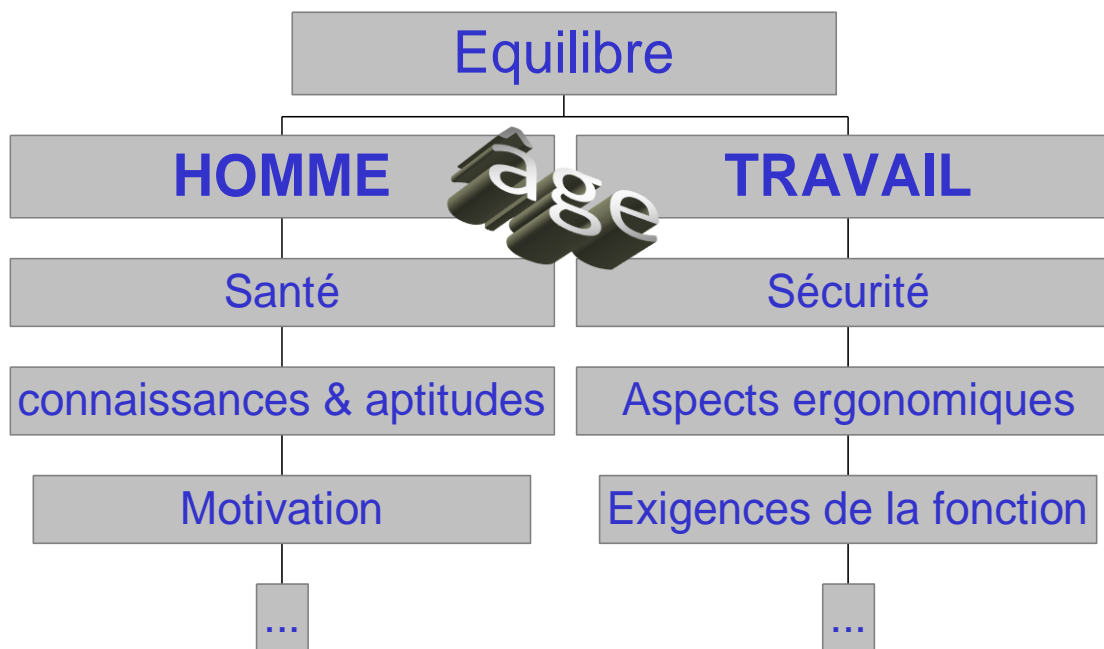 Equilibre
HOMME
âge
TRAVAIL
Santé
Sécurité
connaissances & aptitudes
Aspects ergonomiques
Motivation
Exigences de la fonction
...
...